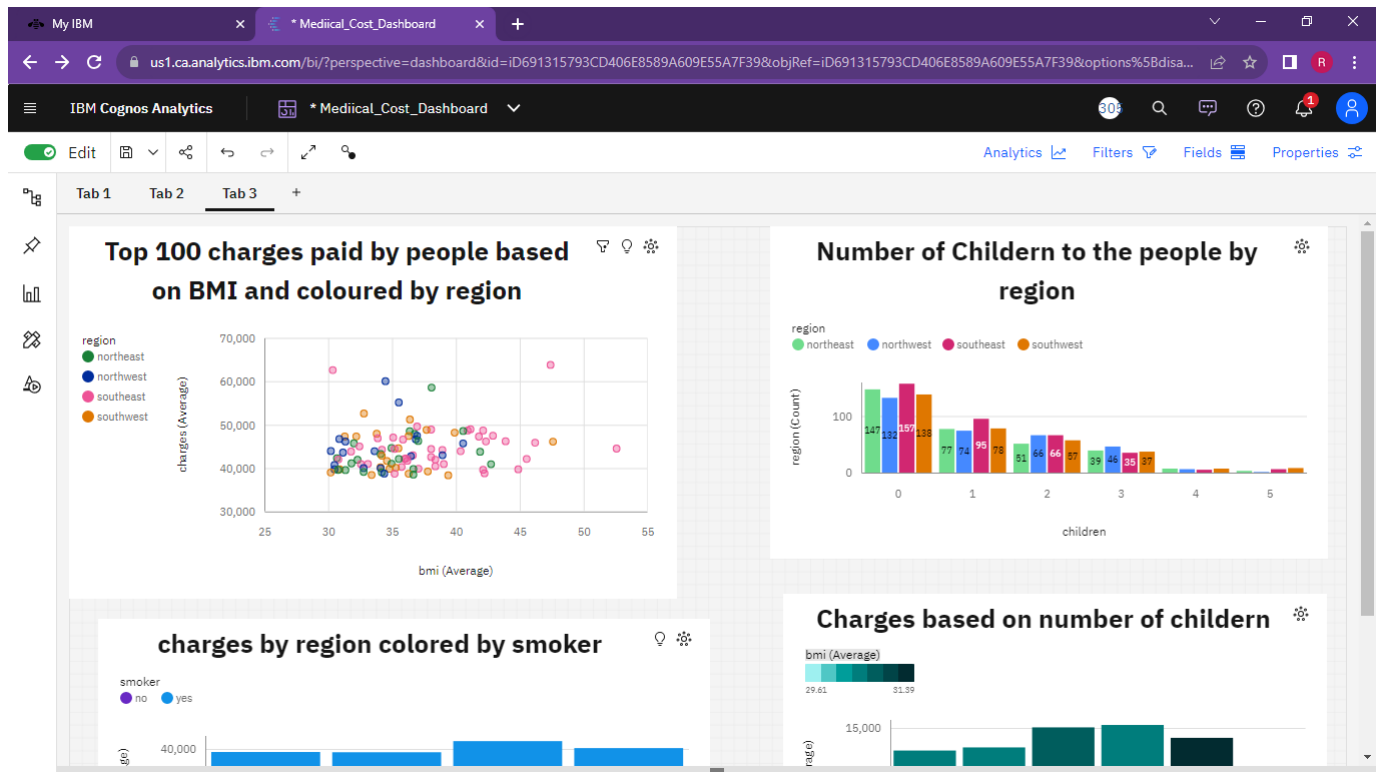 My IBM
* Mediical_Cost_Dashboard
us1.ca.analytics.ibm.com/bi/?perspective=dashboard&id=iD691315793CD406E8589A609E55A7F39&objRef=iD691315793CD406E8589A609E55A7F39&options%5Bdisa...
R
IBM Cognos Analytics
* Mediical_Cost_Dashboard
305
1
Edit
Analytics
Filters
Fields
Properties
Tab 1
Tab 2
Tab 3
Top 100 charges paid by people based
on BMI and coloured by region
region
northeast
northwest
southeast
southwest
charges (Average)
70,000
60,000
50,000
40,000
30,000
25 30 35 40 45 50 55
bmi (Average)
Number of Childern to the people by
region
region
northeast northwest southeast southwest
region (Count)
100
0
147 132 157 138
77 74 95 78
51 66 66 57
39 46 35 37
0 1 2 3 4 5
children
charges by region colored by smoker
smoker
no yes
40,000
Charges based on number of childern
bmi (Average)
29.61 31.39
15,000